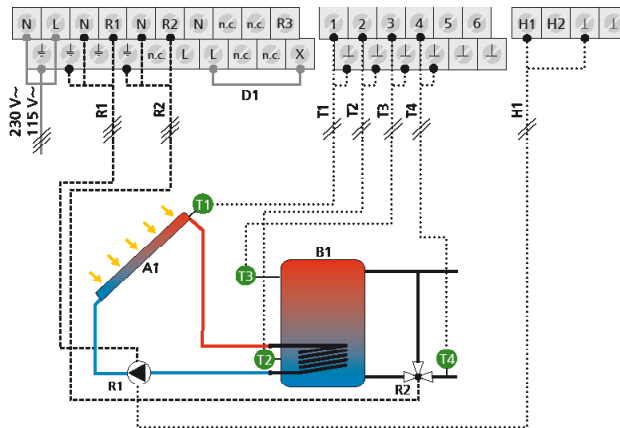 N L R1 N R2 N n.c. n.c. R3
n.c. L L n.c. n.c. X
1 2 3 4 5 6
H1 H2
D1
230 V~
115 V~
R1
R2
T1
T2
T3
T4
H1
T1
A1
B1
T3
T2
T4
R1
R2